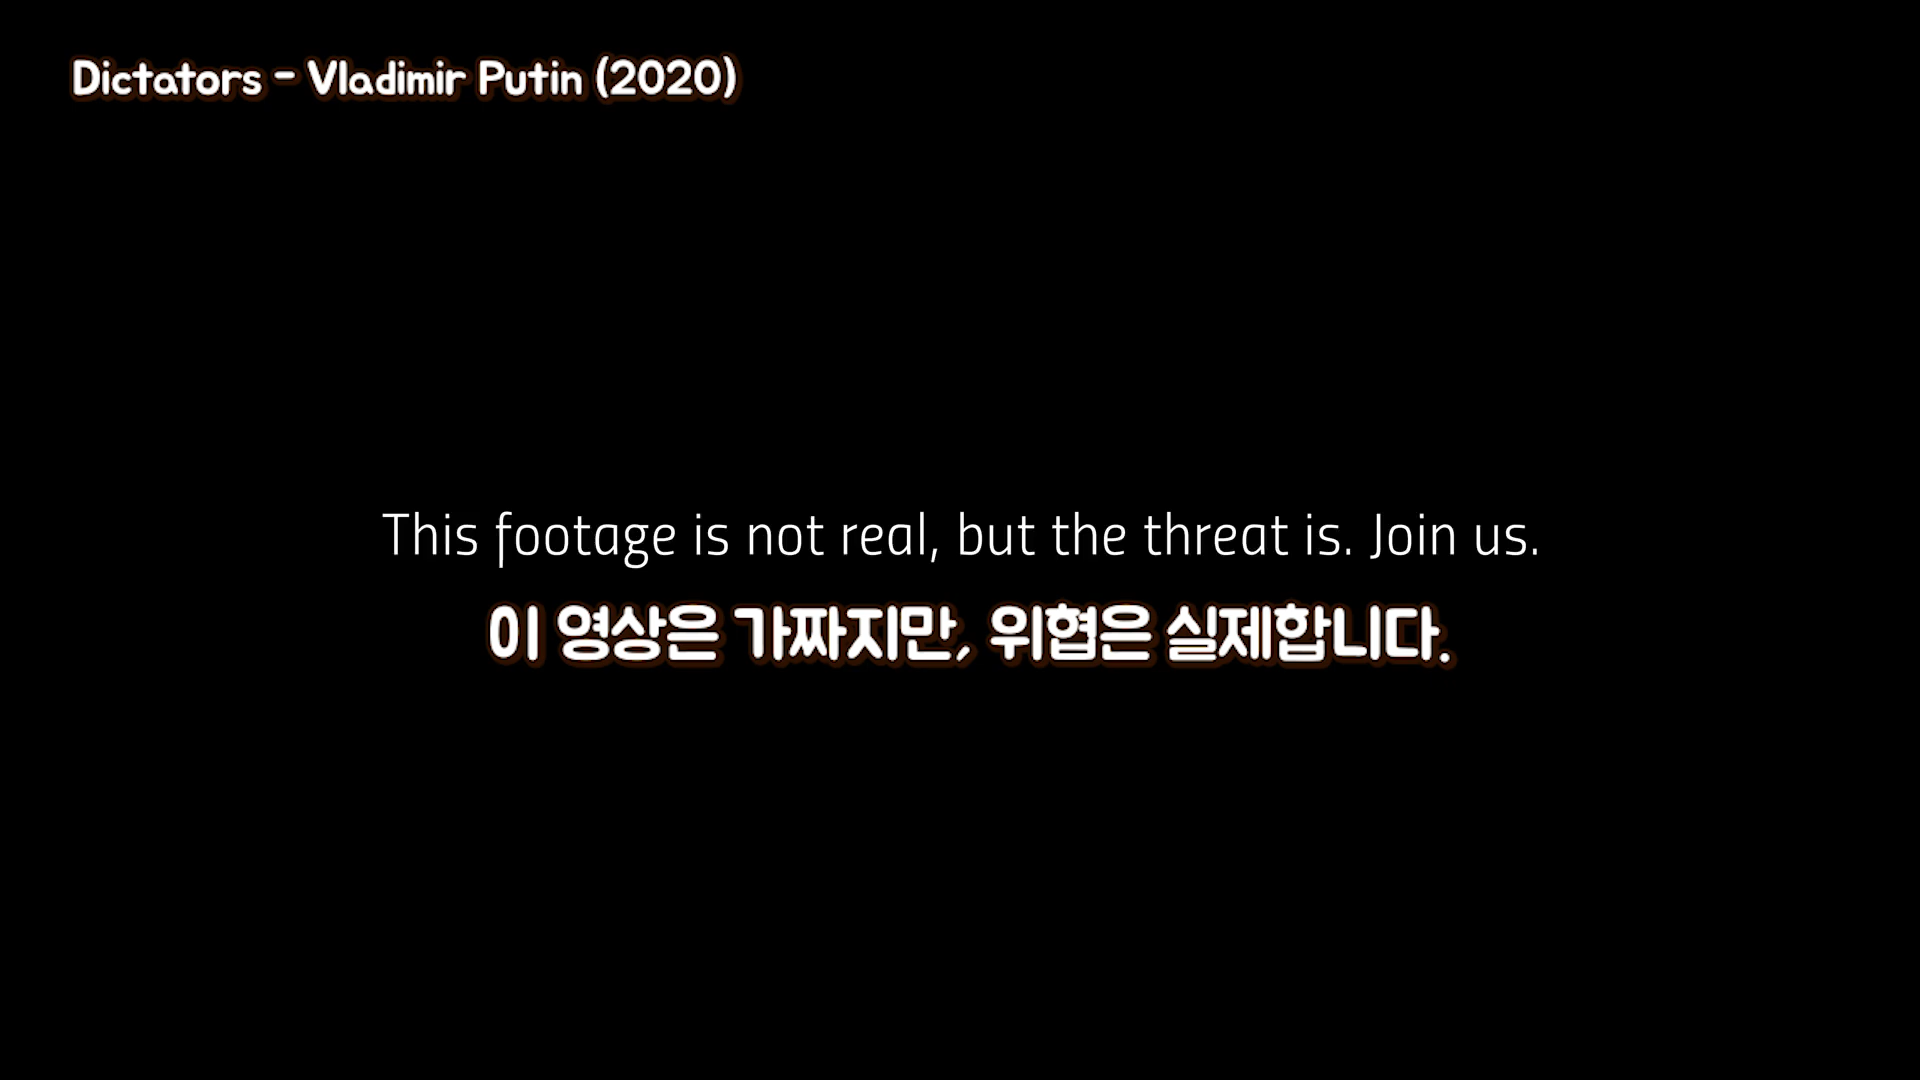 Dictators - Vladimir Putin (2020)
This footage is not real, but the threat is. Join us.
이 영상은 가짜지만, 위협은 실제합니다.